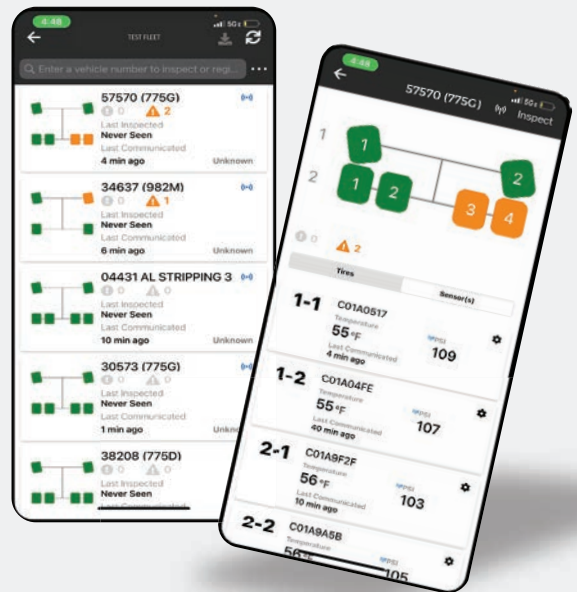 4:48
5G
TEST FLEET
Enter a vehicle number to inspect or regi...
57570 (775G)
0 2
Last Inspected
Never Seen
Last Communicated
4 min ago Unknown
34637 (982M)
0 1
Last Inspected
Never Seen
Last Communicated
6 min ago Unknown
04431 AL STRIPPING 3
0 0
Last Inspected
Never Seen
Last Communicated
10 min ago Unknown
30573 (775G)
0 0
Last Inspected
Never Seen
Last Communicated
1 min ago Unkno
38208 (775D)
0 0
Last Inspected
Never Seen
4:48
5G
57570 (775G) Inspect
1 1 2
2 1 2 3 4
0 2
Tires Sensor(s)
1-1 C01A0517
Temperature
55 °F PSI 109
Last Communicated
4 min ago
1-2 C01A04FE
Temperature
55 °F PSI 107
Last Communicated
40 min ago
2-1 C01A9F2F
Temperature
56 °F PSI 103
Last Communicated
10 min ago
2-2 C01A9A5B
Temperature
56 °F PSI 105